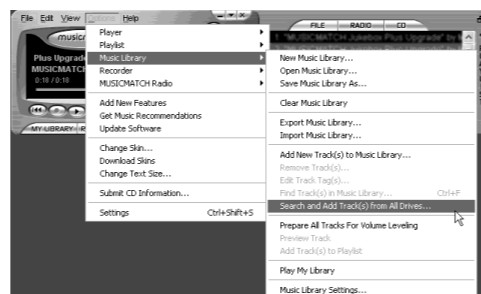 File Edit View Options Help
musicm
Plus Upgrade
MUSICMATCH
0:18 / 0:18
MY LIBRARY
FILE RADIO CD
1. "MUSICMATCH Jukebox Plus Upgrade" by M
Player
Playlist
Music Library
Recorder
MUSICMATCH Radio
Add New Features
Get Music Recommendations
Update Software
Change Skin...
Download Skins
Change Text Size...
Submit CD Information...
Settings Ctrl+Shift+S
New Music Library...
Open Music Library...
Save Music Library As...
Clear Music Library
Export Music Library...
Import Music Library...
Add New Track(s) to Music Library...
Remove Track(s)...
Edit Track Tag(s)...
Find Track(s) in Music Library... Ctrl+F
Search and Add Track(s) from All Drives...
Prepare All Tracks For Volume Leveling
Preview Track
Add Track(s) to Playlist
Play My Library
Music Library Settings...